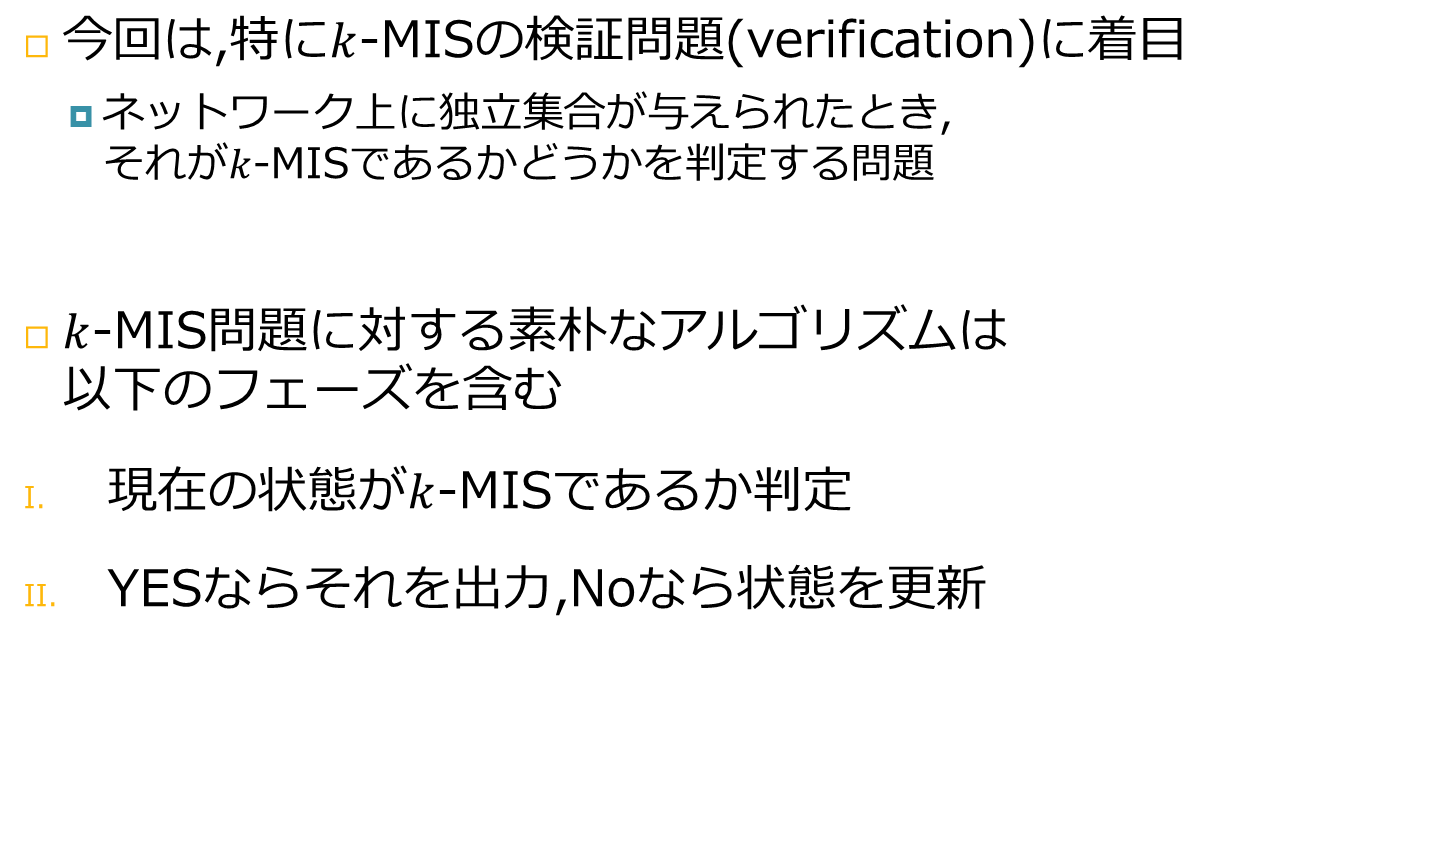 今回は,特にk-MISの検証問題(verification)に着目
ネットワーク上に独立集合が与えられたとき,
それがk-MISであるかどうかを判定する問題
k-MIS問題に対する素朴なアルゴリズムは
以下のフェーズを含む
I. 現在の状態がk-MISであるか判定
II. YESならそれを出力,Noなら状態を更新